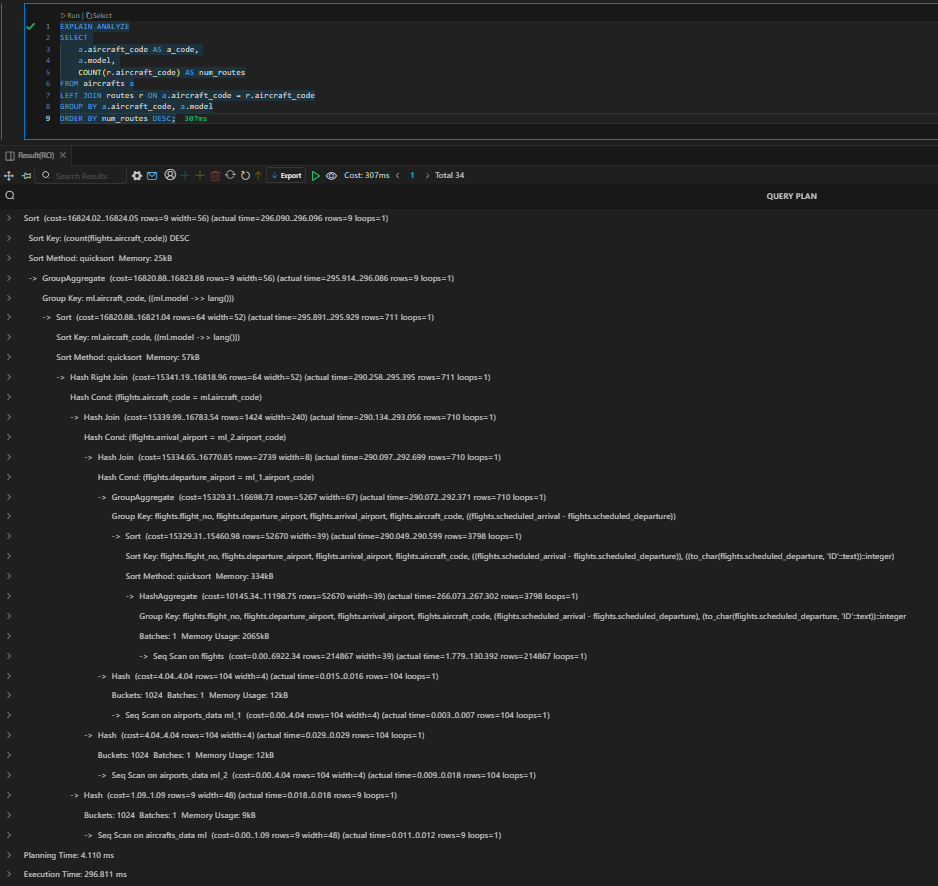 Run | Select
1 EXPLAIN ANALYZE
2 SELECT
3 a.aircraft_code AS a_code,
4 a.model,
5 COUNT(r.aircraft_code) AS num_routes
6 FROM aircrafts a
7 LEFT JOIN routes r ON a.aircraft_code = r.aircraft_code
8 GROUP BY a.aircraft_code, a.model
9 ORDER BY num_routes DESC; 307ms
Result(RO)
Search Results Export Cost: 307ms 1 Total 34
QUERY PLAN
Sort (cost=16824.02..16824.05 rows=9 width=56) (actual time=296.090..296.096 rows=9 loops=1)
Sort Key: (count(flights.aircraft_code)) DESC
Sort Method: quicksort Memory: 25kB
-> GroupAggregate (cost=16820.88..16823.88 rows=9 width=56) (actual time=295.914..296.086 rows=9 loops=1)
Group Key: ml.aircraft_code, ((ml.model ->> lang()))
-> Sort (cost=16820.88..16821.04 rows=64 width=52) (actual time=295.891..295.929 rows=711 loops=1)
Sort Key: ml.aircraft_code, ((ml.model ->> lang()))
Sort Method: quicksort Memory: 57kB
-> Hash Right Join (cost=15341.19..16818.96 rows=64 width=52) (actual time=290.258..295.395 rows=711 loops=1)
Hash Cond: (flights.aircraft_code = ml.aircraft_code)
-> Hash Join (cost=15339.99..16783.54 rows=1424 width=240) (actual time=290.134..293.056 rows=710 loops=1)
Hash Cond: (flights.arrival_airport = ml_2.airport_code)
-> Hash Join (cost=15334.65..16770.85 rows=2739 width=8) (actual time=290.097..292.699 rows=710 loops=1)
Hash Cond: (flights.departure_airport = ml_1.airport_code)
-> GroupAggregate (cost=15329.31..16698.73 rows=5267 width=67) (actual time=290.072..292.371 rows=710 loops=1)
Group Key: flights.flight_no, flights.departure_airport, flights.arrival_airport, flights.aircraft_code, ((flights.scheduled_arrival - flights.scheduled_departure))
-> Sort (cost=15329.31..15460.98 rows=52670 width=39) (actual time=290.049..290.599 rows=3798 loops=1)
Sort Key: flights.flight_no, flights.departure_airport, flights.arrival_airport, flights.aircraft_code, ((flights.scheduled_arrival - flights.scheduled_departure)), ((to_char(flights.scheduled_departure, 'ID'::text))::integer)
Sort Method: quicksort Memory: 334kB
-> HashAggregate (cost=10145.34..11198.75 rows=52670 width=39) (actual time=266.073..267.302 rows=3798 loops=1)
Group Key: flights.flight_no, flights.departure_airport, flights.arrival_airport, flights.aircraft_code, (flights.scheduled_arrival - flights.scheduled_departure), (to_char(flights.scheduled_departure, 'ID'::text))::integer
Batches: 1 Memory Usage: 2065kB
-> Seq Scan on flights (cost=0.00..6922.34 rows=214867 width=39) (actual time=1.779..130.392 rows=214867 loops=1)
-> Hash (cost=4.04..4.04 rows=104 width=4) (actual time=0.015..0.016 rows=104 loops=1)
Buckets: 1024 Batches: 1 Memory Usage: 12kB
-> Seq Scan on airports_data ml_1 (cost=0.00..4.04 rows=104 width=4) (actual time=0.003..0.007 rows=104 loops=1)
-> Hash (cost=4.04..4.04 rows=104 width=4) (actual time=0.029..0.029 rows=104 loops=1)
Buckets: 1024 Batches: 1 Memory Usage: 12kB
-> Seq Scan on airports_data ml_2 (cost=0.00..4.04 rows=104 width=4) (actual time=0.009..0.018 rows=104 loops=1)
-> Hash (cost=1.09..1.09 rows=9 width=48) (actual time=0.018..0.018 rows=9 loops=1)
Buckets: 1024 Batches: 1 Memory Usage: 9kB
-> Seq Scan on aircrafts_data ml (cost=0.00..1.09 rows=9 width=48) (actual time=0.011..0.012 rows=9 loops=1)
Planning Time: 4.110 ms
Execution Time: 296.811 ms